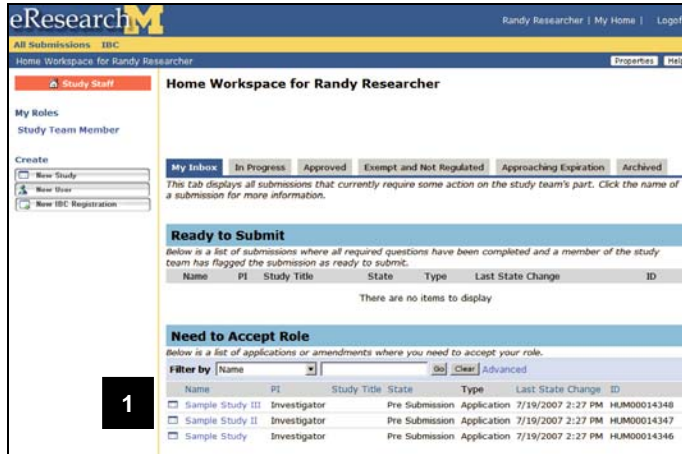 eResearch M
Randy Researcher | My Home | Logof
All Submissions IBC
Home Workspace for Randy Researcher
Properties Help
Study Staff
My Roles
Study Team Member
Create
New Study
New User
New IBC Registration
Home Workspace for Randy Researcher
My Inbox In Progress Approved Exempt and Not Regulated Approaching Expiration Archived
This tab displays all submissions that currently require some action on the study team's part. Click the name of
a submission for more information.
Ready to Submit
Below is a list of submissions where all required questions have been completed and a member of the study
team has flagged the submission as ready to submit.
Name PI Study Title State Type Last State Change ID
There are no items to display
Need to Accept Role
Below is a list of applications or amendments where you need to accept your role.
Filter by Name Go Clear Advanced
Name PI Study Title State Type Last State Change ID
1
Sample Study III Investigator Pre Submission Application 7/19/2007 2:27 PM HUM00014348
Sample Study II Investigator Pre Submission Application 7/19/2007 2:27 PM HUM00014347
Sample Study Investigator Pre Submission Application 7/19/2007 2:27 PM HUM00014346